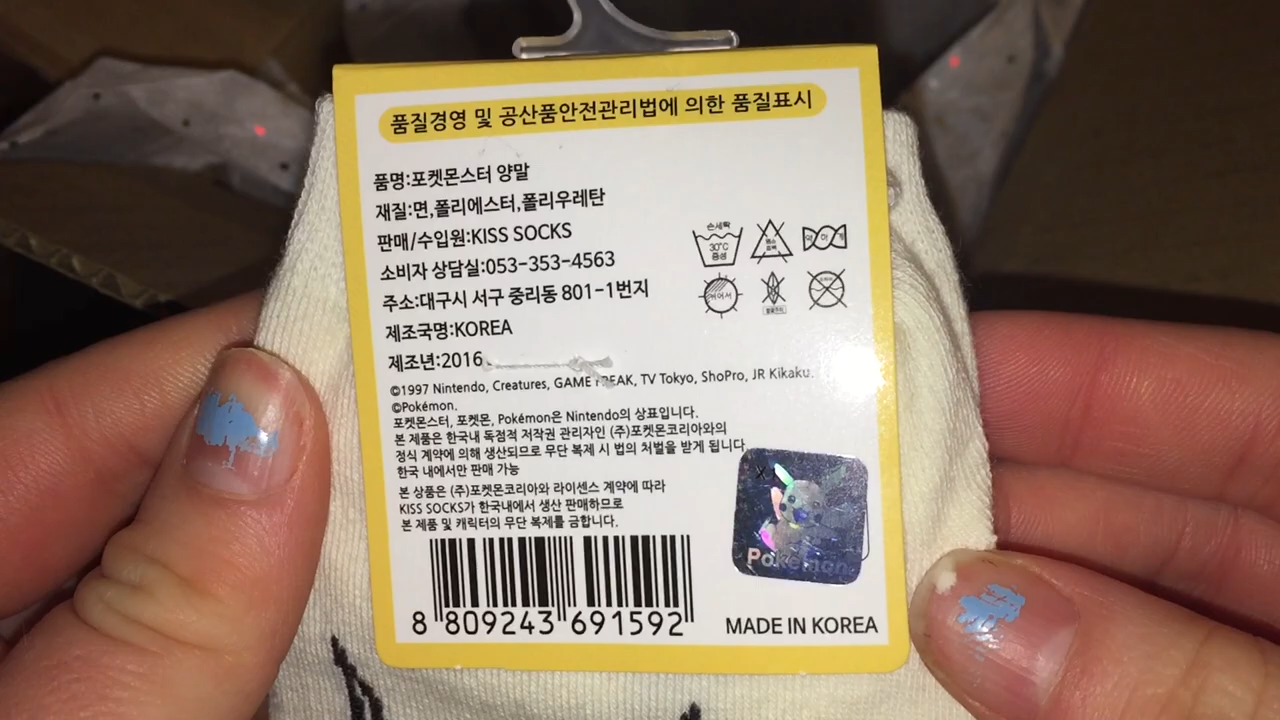 품질경영 및 공산품안전관리법에 의한 품질표시
품명:포켓몬스터 양말
재질:면,폴리에스터,폴리우레탄
판매/수입원:KISS SOCKS
소비자 상담실:053-353-4563
주소:대구시 서구 중리동 801-1번지
제조국명:KOREA
제조년:2016
손세탁
30℃
중성
©1997 Nintendo, Creatures, GAME FREAK, TV Tokyo, ShoPro, JR Kikaku.
©Pokémon.
포켓몬스터, 포켓몬, Pokémon은 Nintendo의 상표입니다.
본 제품은 한국내 독점적 저작권 관리자인 (주)포켓몬코리아와의
정식 계약에 의해 생산되므로 무단 복제 시 법의 처벌을 받게 됩니다
한국 내에서만 판매 가능
본 상품은 (주)포켓몬코리아와 라이센스 계약에 따라
KISS SOCKS가 한국내에서 생산 판매하므로
본 제품 및 캐릭터의 무단 복제를 금합니다.
Pokémon
8 809243 691592
MADE IN KOREA